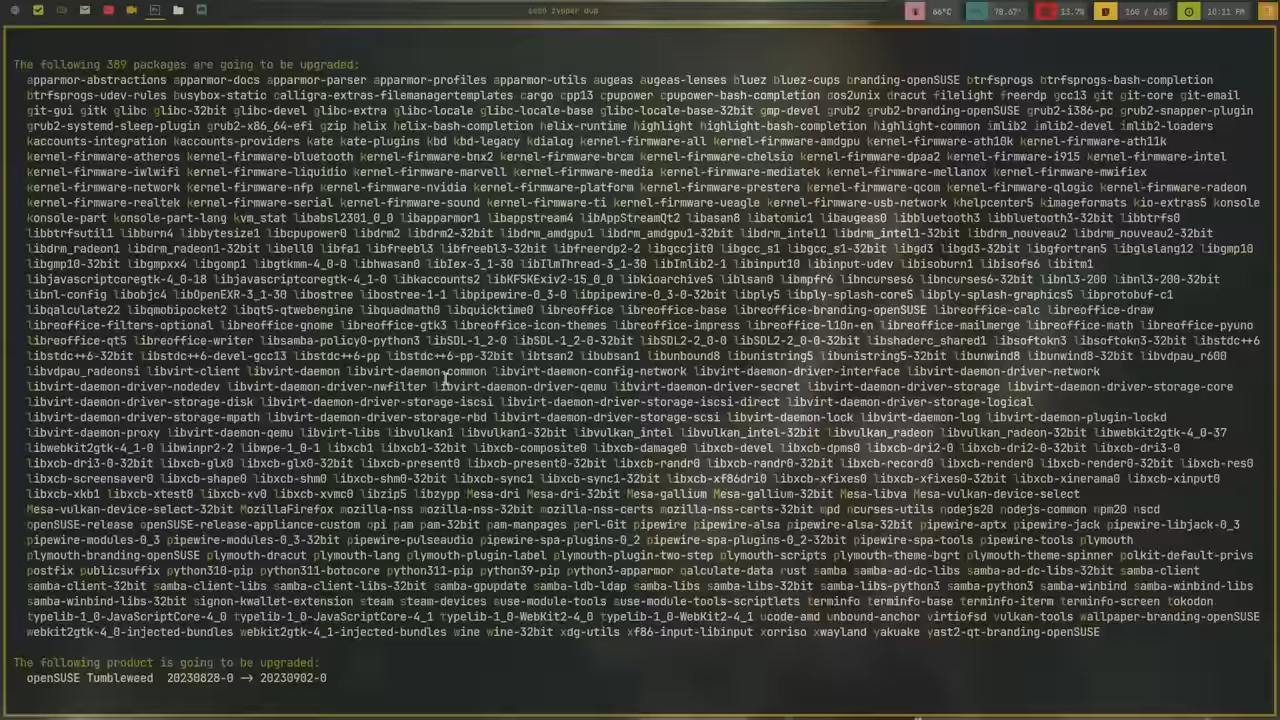 sudo zypper dup
66°C
78.67
13.7%
16G / 63G
10:11 PM
The following 389 packages are going to be upgraded:
apparmor-abstractions apparmor-docs apparmor-parser apparmor-profiles apparmor-utils augeas augeas-lenses bluez bluez-cups branding-openSUSE btrfsprogs btrfsprogs-bash-completion
btrfsprogs-udev-rules busybox-static calligra-extras-filemanagertemplates cargo cpp13 cpupower cpupower-bash-completion dos2unix dracut filelight freerdp gcc13 git git-core git-email
git-gui gitk glibc glibc-32bit glibc-devel glibc-extra glibc-locale glibc-locale-base glibc-locale-base-32bit gmp-devel grub2 grub2-branding-openSUSE grub2-i386-pc grub2-snapper-plugin
grub2-systemd-sleep-plugin grub2-x86_64-efi gzip helix helix-bash-completion helix-runtime highlight highlight-bash-completion highlight-common imlib2 imlib2-devel imlib2-loaders
kaccounts-integration kaccounts-providers kate kate-plugins kbd kbd-legacy kdialog kernel-firmware-all kernel-firmware-amdgpu kernel-firmware-ath10k kernel-firmware-ath11k
kernel-firmware-atheros kernel-firmware-bluetooth kernel-firmware-bnx2 kernel-firmware-brcm kernel-firmware-chelsio kernel-firmware-dpaa2 kernel-firmware-i915 kernel-firmware-intel
kernel-firmware-iwlwifi kernel-firmware-liquidio kernel-firmware-marvell kernel-firmware-media kernel-firmware-mediatek kernel-firmware-mellanox kernel-firmware-mwifiex
kernel-firmware-network kernel-firmware-nfp kernel-firmware-nvidia kernel-firmware-platform kernel-firmware-prestera kernel-firmware-qcom kernel-firmware-qlogic kernel-firmware-radeon
kernel-firmware-realtek kernel-firmware-serial kernel-firmware-sound kernel-firmware-ti kernel-firmware-ueagle kernel-firmware-usb-network khelpcenter5 kimageformats kio-extras5 konsole
konsole-part konsole-part-lang kvm_stat libabsl2301_0_0 libapparmor1 libappstream4 libAppStreamQt2 libasan8 libatomic1 libaugeas0 libbluetooth3 libbluetooth3-32bit libbtrfs0
libbtrfsutil1 libburn4 libbytesize1 libcpupower0 libdrm2 libdrm2-32bit libdrm_amdgpu1 libdrm_amdgpu1-32bit libdrm_intel1 libdrm_intel1-32bit libdrm_nouveau2 libdrm_nouveau2-32bit
libdrm_radeon1 libdrm_radeon1-32bit libell0 libfa1 libfreebl3 libfreebl3-32bit libfreerdp2-2 libgccjit0 libgcc_s1 libgcc_s1-32bit libgd3 libgd3-32bit libgfortran5 libglslang12 libgmp10
libgmp10-32bit libgmpxx4 libgomp1 libgtkmm-4_0-0 libhwasan0 libIex-3_1-30 libIlmThread-3_1-30 libImlib2-1 libinput10 libinput-udev libisoburn1 libisofs6 libitm1
libjavascriptcoregtk-4_0-18 libjavascriptcoregtk-4_1-0 libkaccounts2 libKF5KExiv2-15_0_0 libkioarchive5 liblsan0 libmpfr6 libncurses6 libncurses6-32bit libnl3-200 libnl3-200-32bit
libnl-config libobjc4 libOpenEXR-3_1-30 libostree libostree-1-1 libpipewire-0_3-0 libpipewire-0_3-0-32bit libply5 libply-splash-core5 libply-splash-graphics5 libprotobuf-c1
libqalculate22 libqmobipocket2 libqt5-qtwebengine libquadmath0 libquicktime0 libreoffice libreoffice-base libreoffice-branding-openSUSE libreoffice-calc libreoffice-draw
libreoffice-filters-optional libreoffice-gnome libreoffice-gtk3 libreoffice-icon-themes libreoffice-impress libreoffice-l10n-en libreoffice-mailmerge libreoffice-math libreoffice-pyuno
libreoffice-qt5 libreoffice-writer libsamba-policy0-python3 libSDL-1_2-0 libSDL-1_2-0-32bit libSDL2-2_0-0 libSDL2-2_0-0-32bit libshaderc_shared1 libsoftokn3 libsoftokn3-32bit libstdc++6
libstdc++6-32bit libstdc++6-devel-gcc13 libstdc++6-pp libstdc++6-pp-32bit libtsan2 libubsan1 libunbound8 libunistring5 libunistring5-32bit libunwind8 libunwind8-32bit libvdpau_r600
libvdpau_radeonsi libvirt-client libvirt-daemon libvirt-daemon-common libvirt-daemon-config-network libvirt-daemon-driver-interface libvirt-daemon-driver-network
libvirt-daemon-driver-nodedev libvirt-daemon-driver-nwfilter libvirt-daemon-driver-qemu libvirt-daemon-driver-secret libvirt-daemon-driver-storage libvirt-daemon-driver-storage-core
libvirt-daemon-driver-storage-disk libvirt-daemon-driver-storage-iscsi libvirt-daemon-driver-storage-iscsi-direct libvirt-daemon-driver-storage-logical
libvirt-daemon-driver-storage-mpath libvirt-daemon-driver-storage-rbd libvirt-daemon-driver-storage-scsi libvirt-daemon-lock libvirt-daemon-log libvirt-daemon-plugin-lockd
libvirt-daemon-proxy libvirt-daemon-qemu libvirt-libs libvulkan1 libvulkan1-32bit libvulkan_intel libvulkan_intel-32bit libvulkan_radeon libvulkan_radeon-32bit libwebkit2gtk-4_0-37
libwebkit2gtk-4_1-0 libwinpr2-2 libwpe-1_0-1 libxcb1 libxcb1-32bit libxcb-composite0 libxcb-damage0 libxcb-devel libxcb-dpms0 libxcb-dri2-0 libxcb-dri2-0-32bit libxcb-dri3-0
libxcb-dri3-0-32bit libxcb-glx0 libxcb-glx0-32bit libxcb-present0 libxcb-present0-32bit libxcb-randr0 libxcb-randr0-32bit libxcb-record0 libxcb-render0 libxcb-render0-32bit libxcb-res0
libxcb-screensaver0 libxcb-shape0 libxcb-shm0 libxcb-shm0-32bit libxcb-sync1 libxcb-sync1-32bit libxcb-xf86dri0 libxcb-xfixes0 libxcb-xfixes0-32bit libxcb-xinerama0 libxcb-xinput0
libxcb-xkb1 libxcb-xtest0 libxcb-xv0 libxcb-xvmc0 libzip5 libzypp Mesa-dri Mesa-dri-32bit Mesa-gallium Mesa-gallium-32bit Mesa-libva Mesa-vulkan-device-select
Mesa-vulkan-device-select-32bit MozillaFirefox mozilla-nss mozilla-nss-32bit mozilla-nss-certs mozilla-nss-certs-32bit mpd ncurses-utils nodejs20 nodejs-common npm20 nscd
openSUSE-release openSUSE-release-appliance-custom opi pam pam-32bit pam-manpages perl-Git pipewire pipewire-alsa pipewire-alsa-32bit pipewire-aptx pipewire-jack pipewire-libjack-0_3
pipewire-modules-0_3 pipewire-modules-0_3-32bit pipewire-pulseaudio pipewire-spa-plugins-0_2 pipewire-spa-plugins-0_2-32bit pipewire-spa-tools pipewire-tools plymouth
plymouth-branding-openSUSE plymouth-dracut plymouth-lang plymouth-plugin-label plymouth-plugin-two-step plymouth-scripts plymouth-theme-bgrt plymouth-theme-spinner polkit-default-privs
postfix publicsuffix python310-pip python311-botocore python311-pip python39-pip python3-apparmor qalculate-data rust samba samba-ad-dc-libs samba-ad-dc-libs-32bit samba-client
samba-client-32bit samba-client-libs samba-client-libs-32bit samba-gpupdate samba-ldb-ldap samba-libs samba-libs-32bit samba-libs-python3 samba-python3 samba-winbind samba-winbind-libs
samba-winbind-libs-32bit signon-kwallet-extension steam steam-devices suse-module-tools suse-module-tools-scriptlets terminfo terminfo-base terminfo-iterm terminfo-screen tokodon
typelib-1_0-JavaScriptCore-4_0 typelib-1_0-JavaScriptCore-4_1 typelib-1_0-WebKit2-4_0 typelib-1_0-WebKit2-4_1 ucode-amd unbound-anchor virtiofsd vulkan-tools wallpaper-branding-openSUSE
webkit2gtk-4_0-injected-bundles webkit2gtk-4_1-injected-bundles wine wine-32bit xdg-utils xf86-input-libinput xorriso xwayland yakuake yast2-qt-branding-openSUSE
The following product is going to be upgraded:
openSUSE Tumbleweed 20230828-0 -> 20230902-0